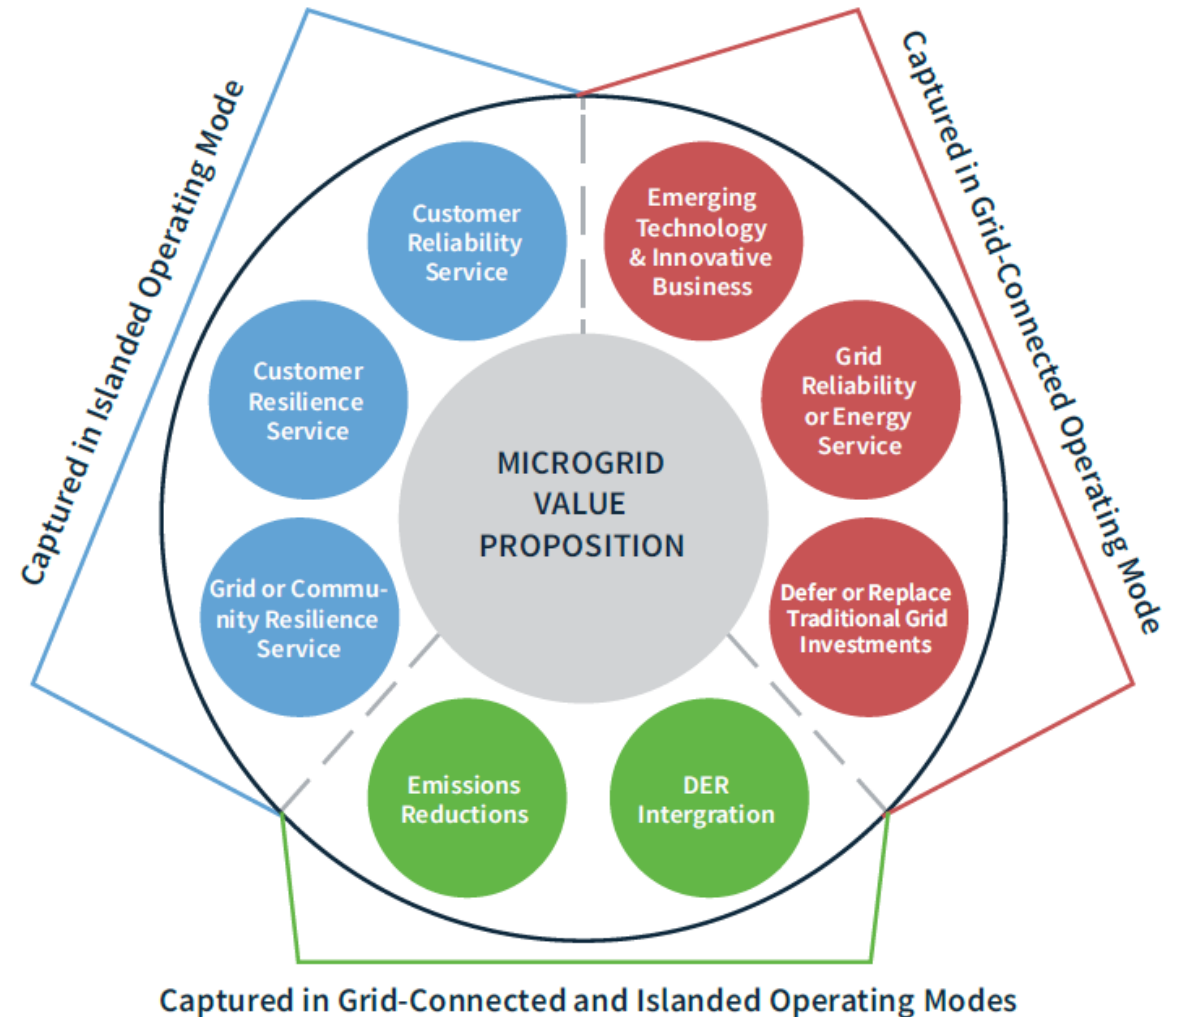 Captured in Islanded Operating Mode
Captured in Grid-Connected Operating Mode
Customer
Reliability
Service
Emerging
Technology
& Innovative
Business
Customer
Resilience
Service
Grid
Reliability
or Energy
Service
MICROGRID
VALUE
PROPOSITION
Grid or Commu-
nity Resilience
Service
Defer or Replace
Traditional Grid
Investments
Emissions
Reductions
DER
Intergration
Captured in Grid-Connected and Islanded Operating Modes